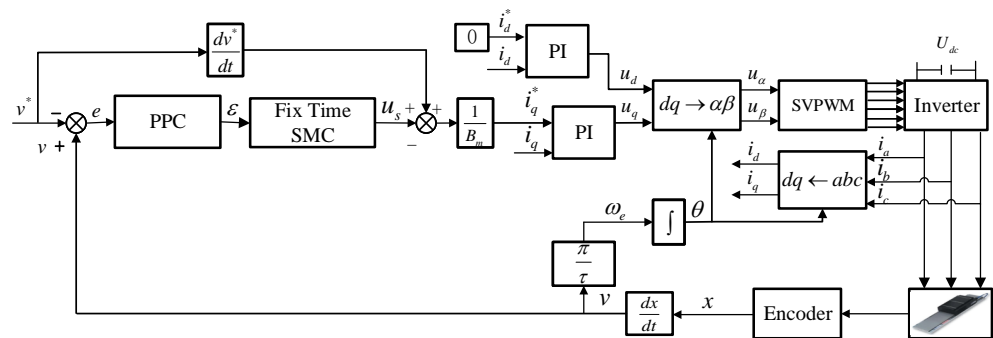 dv*/dt
0
i_d^*
i_d
PI
U_dc
v*
−
v +
e
PPC
ε
Fix Time
SMC
u_s
+
+
−
1/B_m
i_q^*
i_q
PI
u_d
u_q
dq → αβ
u_α
u_β
SVPWM
Inverter
i_d
i_q
dq ← abc
i_a
i_b
i_c
ω_e
∫
θ
π/τ
v
dx/dt
x
Encoder